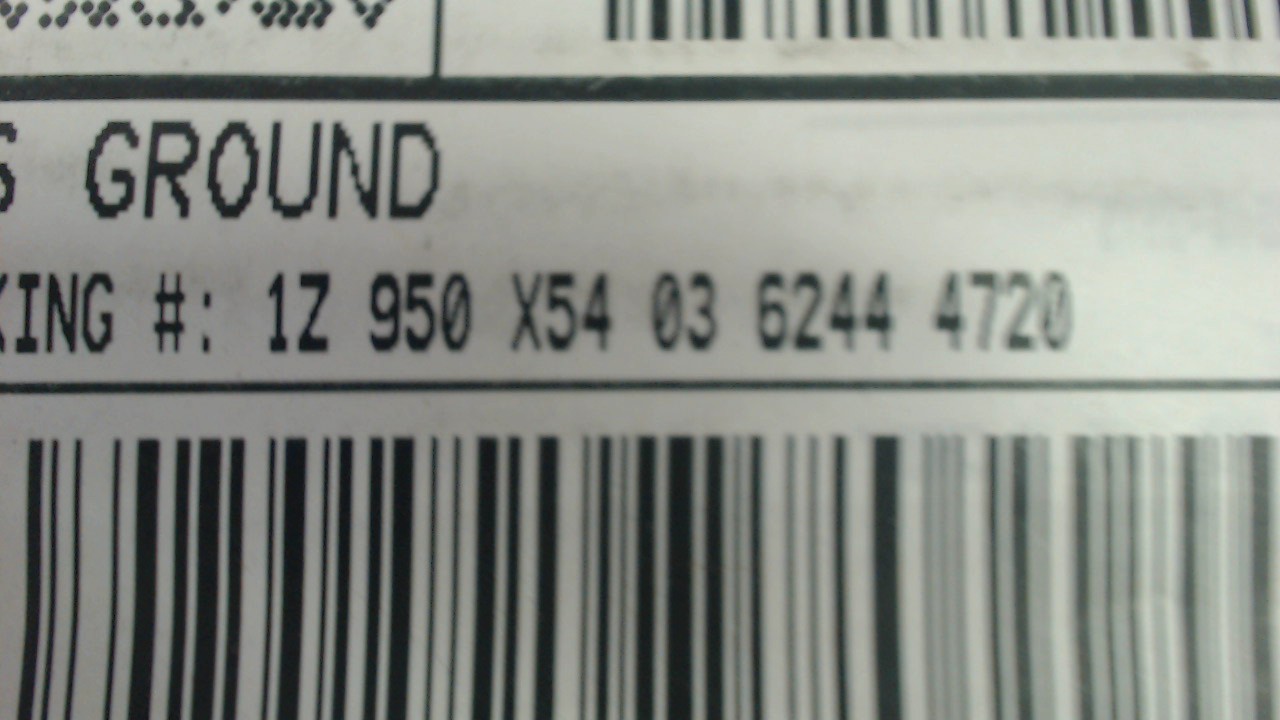 S GROUND
KING #: 1Z 950 X54 03 6244 4720